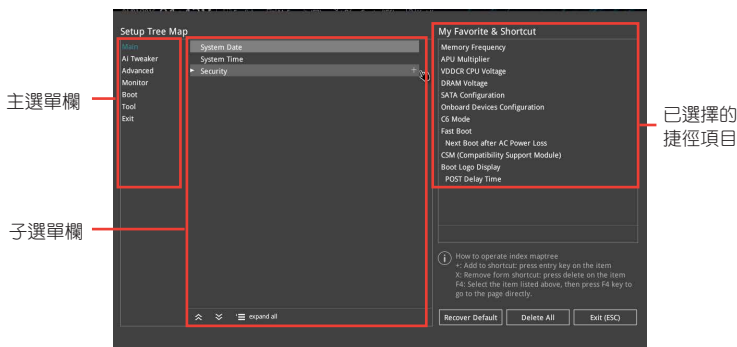 Setup Tree Map
Main
Ai Tweaker
Advanced
Monitor
Boot
Tool
Exit
System Date
System Time
Security +
expand all
My Favorite & Shortcut
Memory Frequency
APU Multiplier
VDDCR CPU Voltage
DRAM Voltage
SATA Configuration
Onboard Devices Configuration
C6 Mode
Fast Boot
Next Boot after AC Power Loss
CSM (Compatibility Support Module)
Boot Logo Display
POST Delay Time
How to operate index maptree
+: Add to shortcut: press entry key on the item
X: Remove form shortcut: press delete on the item
F4: Select the item listed above, then press F4 key to
go to the page directly.
Recover Default
Delete All
Exit (ESC)
主選單欄
子選單欄
已選擇的
捷徑項目